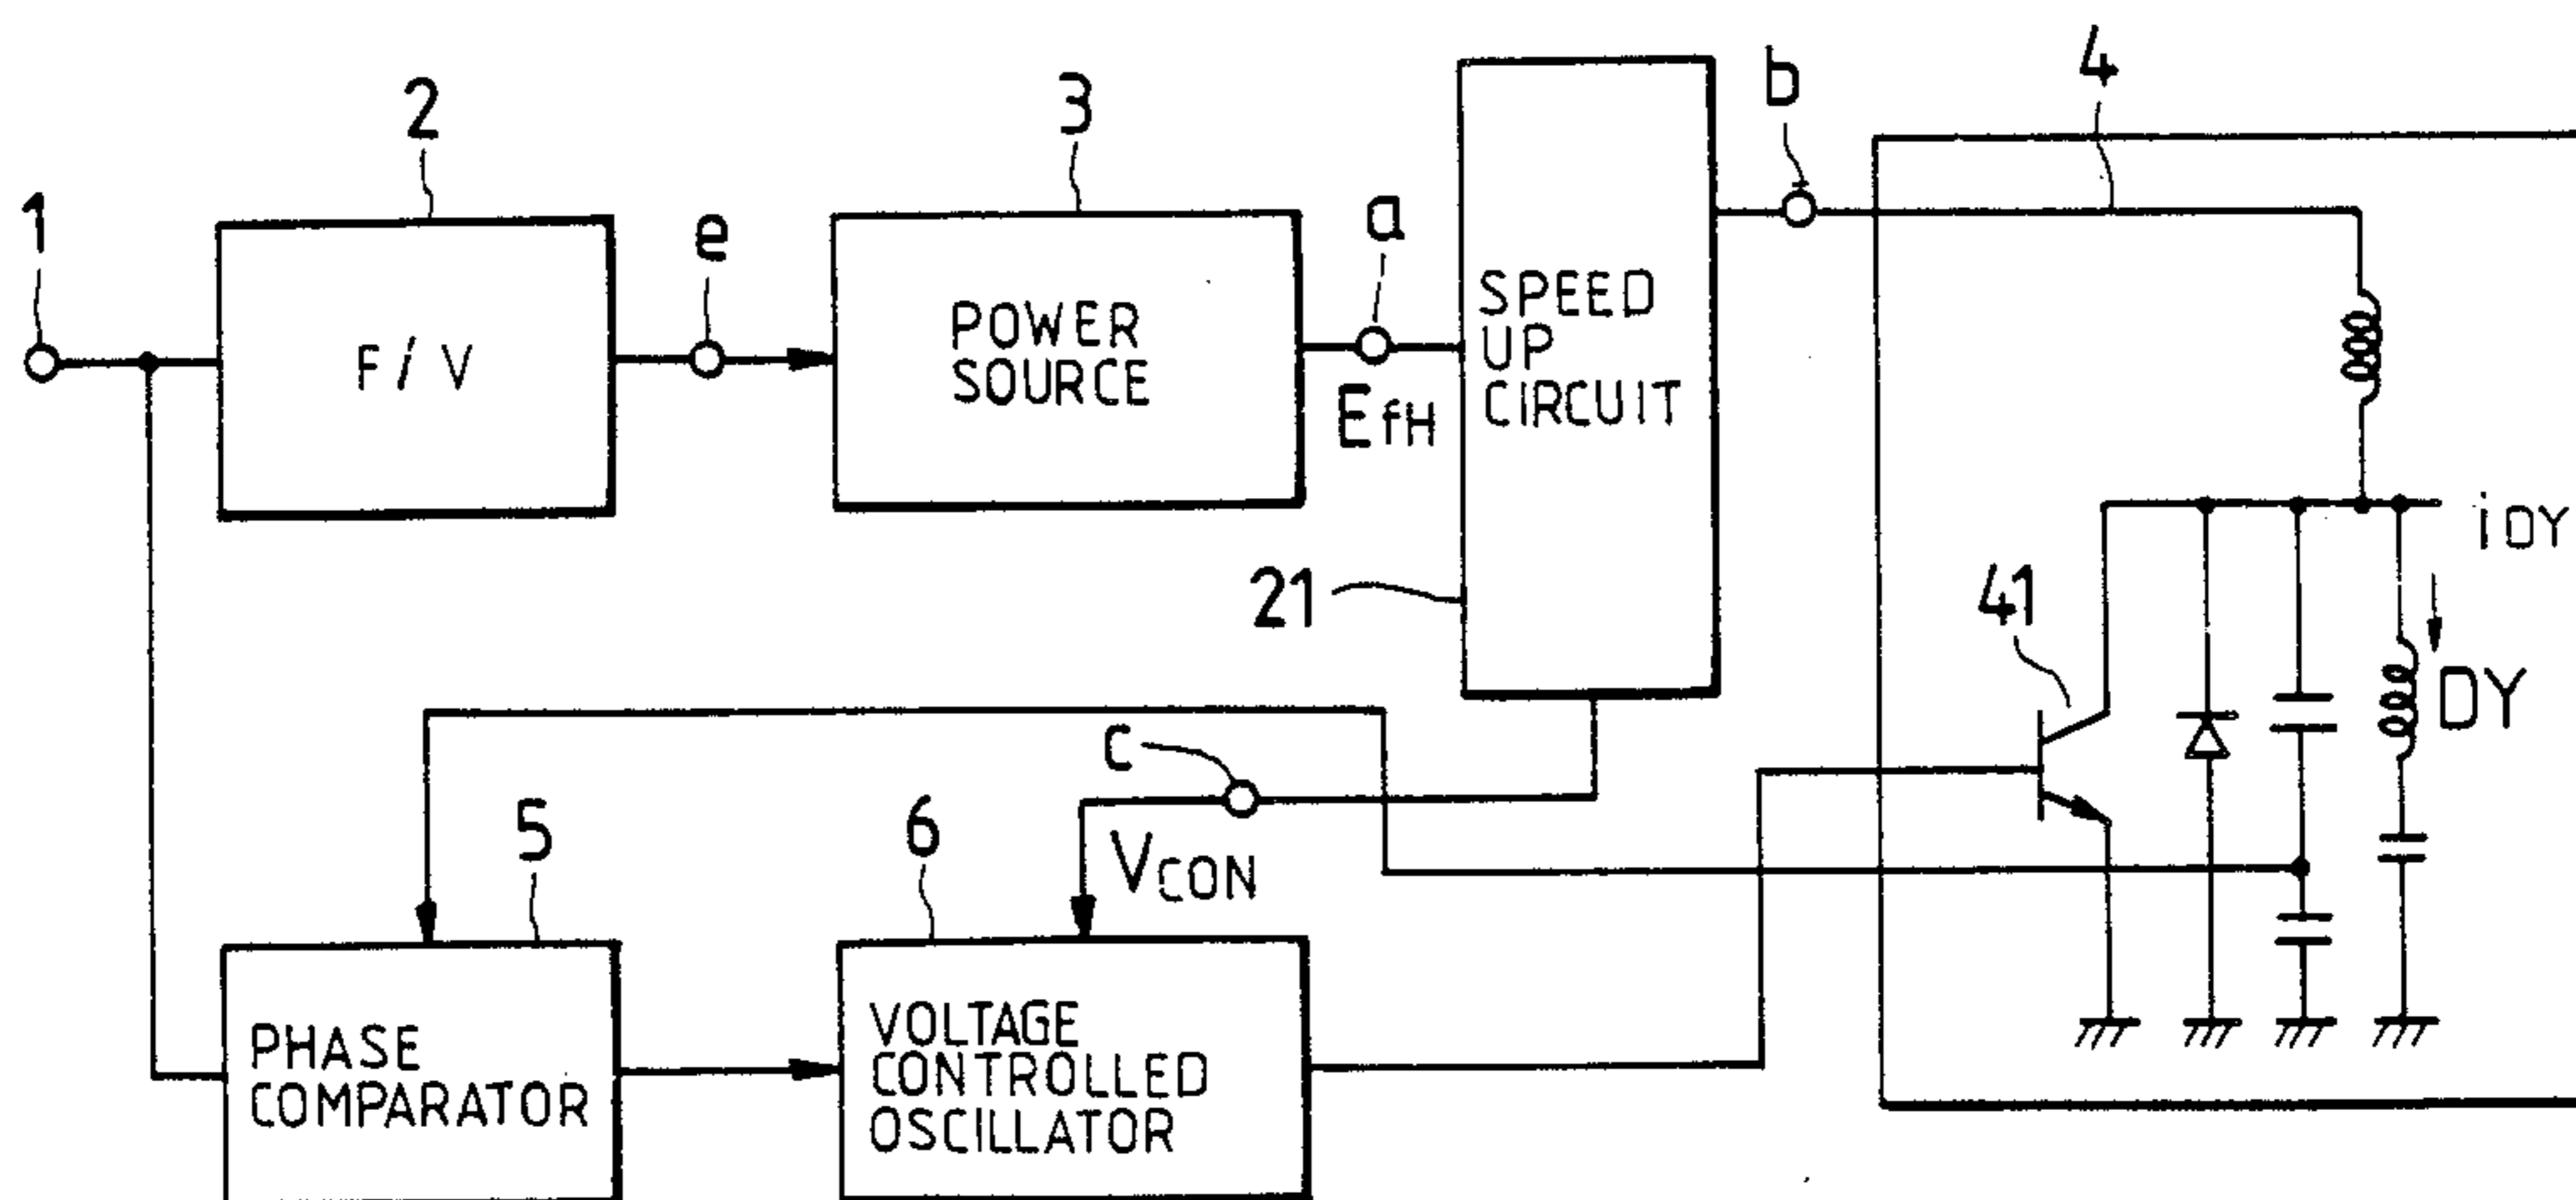 1
2
F/V
e
3
POWER
SOURCE
a
EfH
SPEED
UP
CIRCUIT
21
b
4
iDY
41
DY
c
VCON
5
PHASE
COMPARATOR
6
VOLTAGE
CONTROLLED
OSCILLATOR